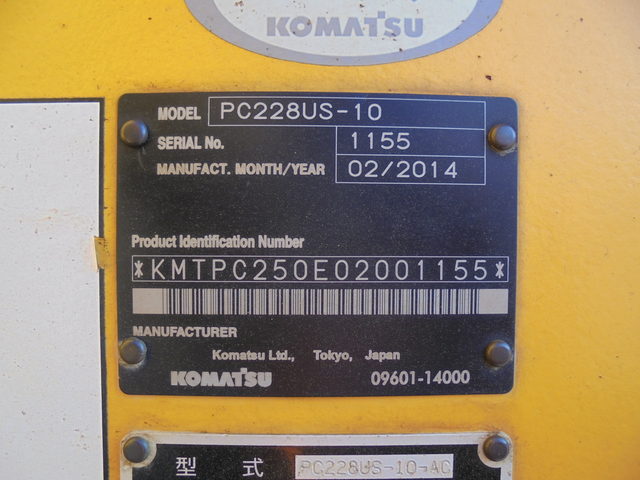 KOMATSU
MODEL PC228US-10
SERIAL No. 1155
MANUFACT. MONTH/YEAR 02/2014
Product Identification Number
*KMTPC250E02001155*
MANUFACTURER
Komatsu Ltd., Tokyo, Japan
KOMATSU 09601-14000
型 式 PC228US-10-AG